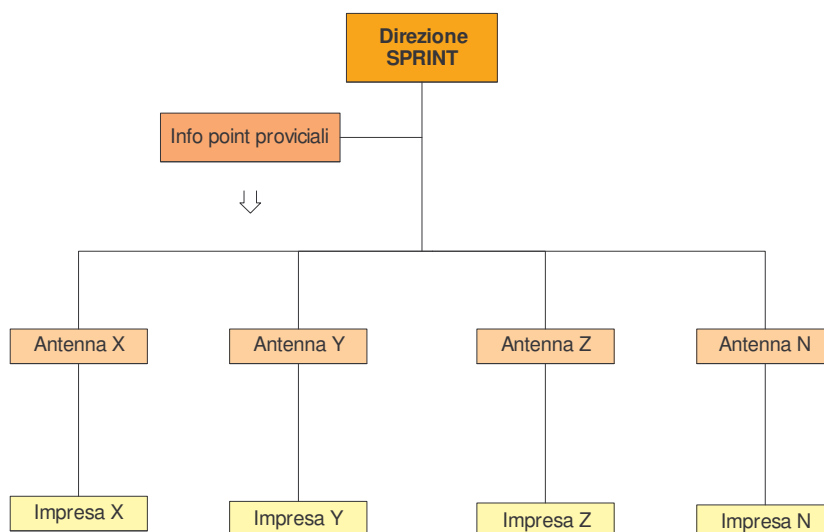 Direzione
SPRINT
Info point proviciali
Antenna X
Antenna Y
Antenna Z
Antenna N
Impresa X
Impresa Y
Impresa Z
Impresa N